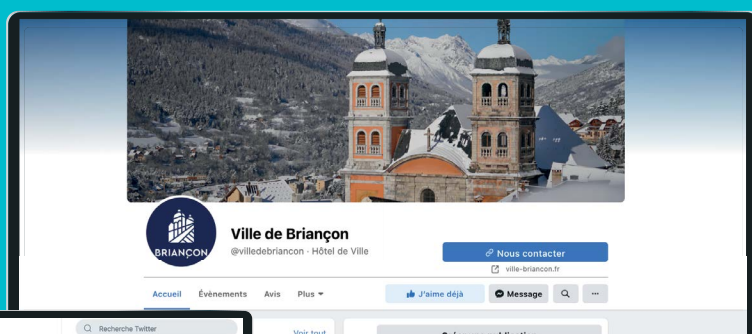 BRIANÇON
Ville de Briançon
@villedebriancon · Hôtel de Ville
Nous contacter
ville-briancon.fr
Accueil Évènements Avis Plus
J'aime déjà Message
Recherche Twitter
Voir tout